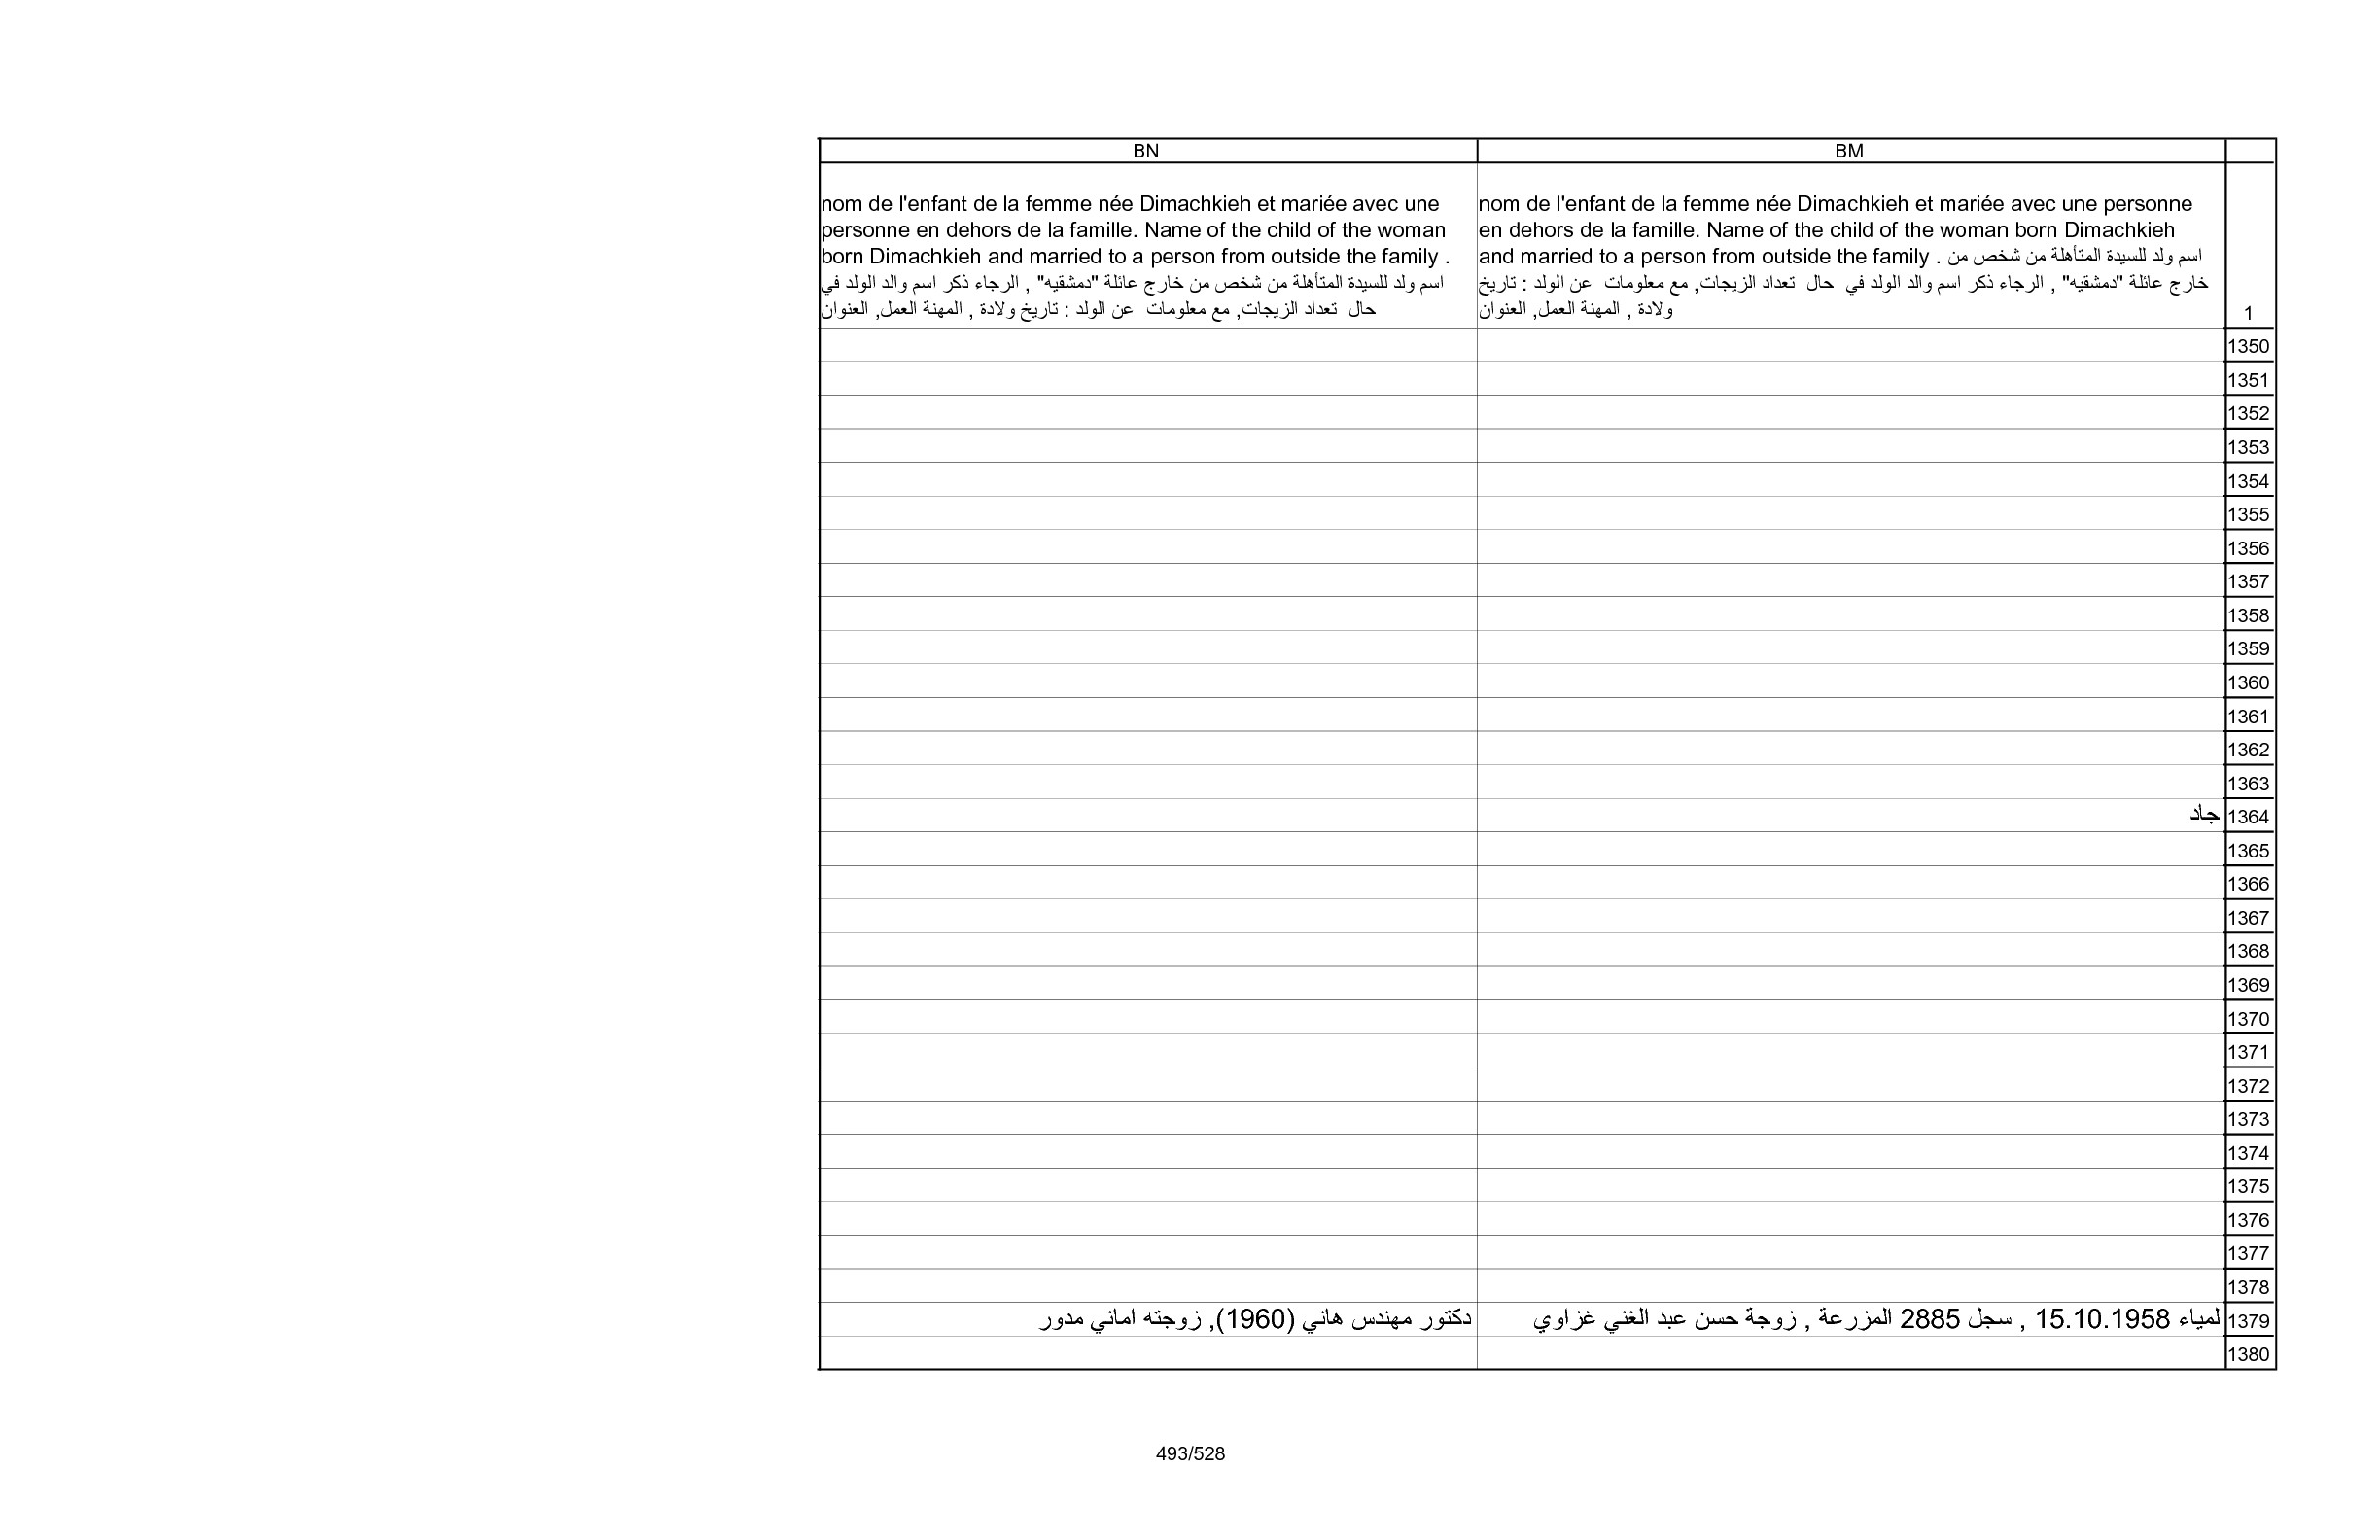 BM
BN
nom de l'enfant de la femme née Dimachkieh et mariée avec une personne
en dehors de la famille. Name of the child of the woman born Dimachkieh
and married to a person from outside the family . اسم ولد للسيدة المتأهلة من شخص من
خارج عائلة "دمشقيه" , الرجاء ذكر اسم والد الولد في حال تعداد الزيجات, مع معلومات عن الولد : تاريخ
ولادة , المهنة العمل, العنوان
nom de l'enfant de la femme née Dimachkieh et mariée avec une
personne en dehors de la famille. Name of the child of the woman
born Dimachkieh and married to a person from outside the family .
اسم ولد للسيدة المتأهلة من شخص من خارج عائلة "دمشقيه" , الرجاء ذكر اسم والد الولد في
حال تعداد الزيجات, مع معلومات عن الولد : تاريخ ولادة , المهنة العمل, العنوان
1
1350
1351
1352
1353
1354
1355
1356
1357
1358
1359
1360
1361
1362
1363
1364 جاد
1365
1366
1367
1368
1369
1370
1371
1372
1373
1374
1375
1376
1377
1378
1379 لمياء 15.10.1958 , سجل 2885 المزرعة , زوجة حسن عبد الغني غزاوي دكتور مهندس هاني (1960), زوجته اماني مدور
1380
493/528